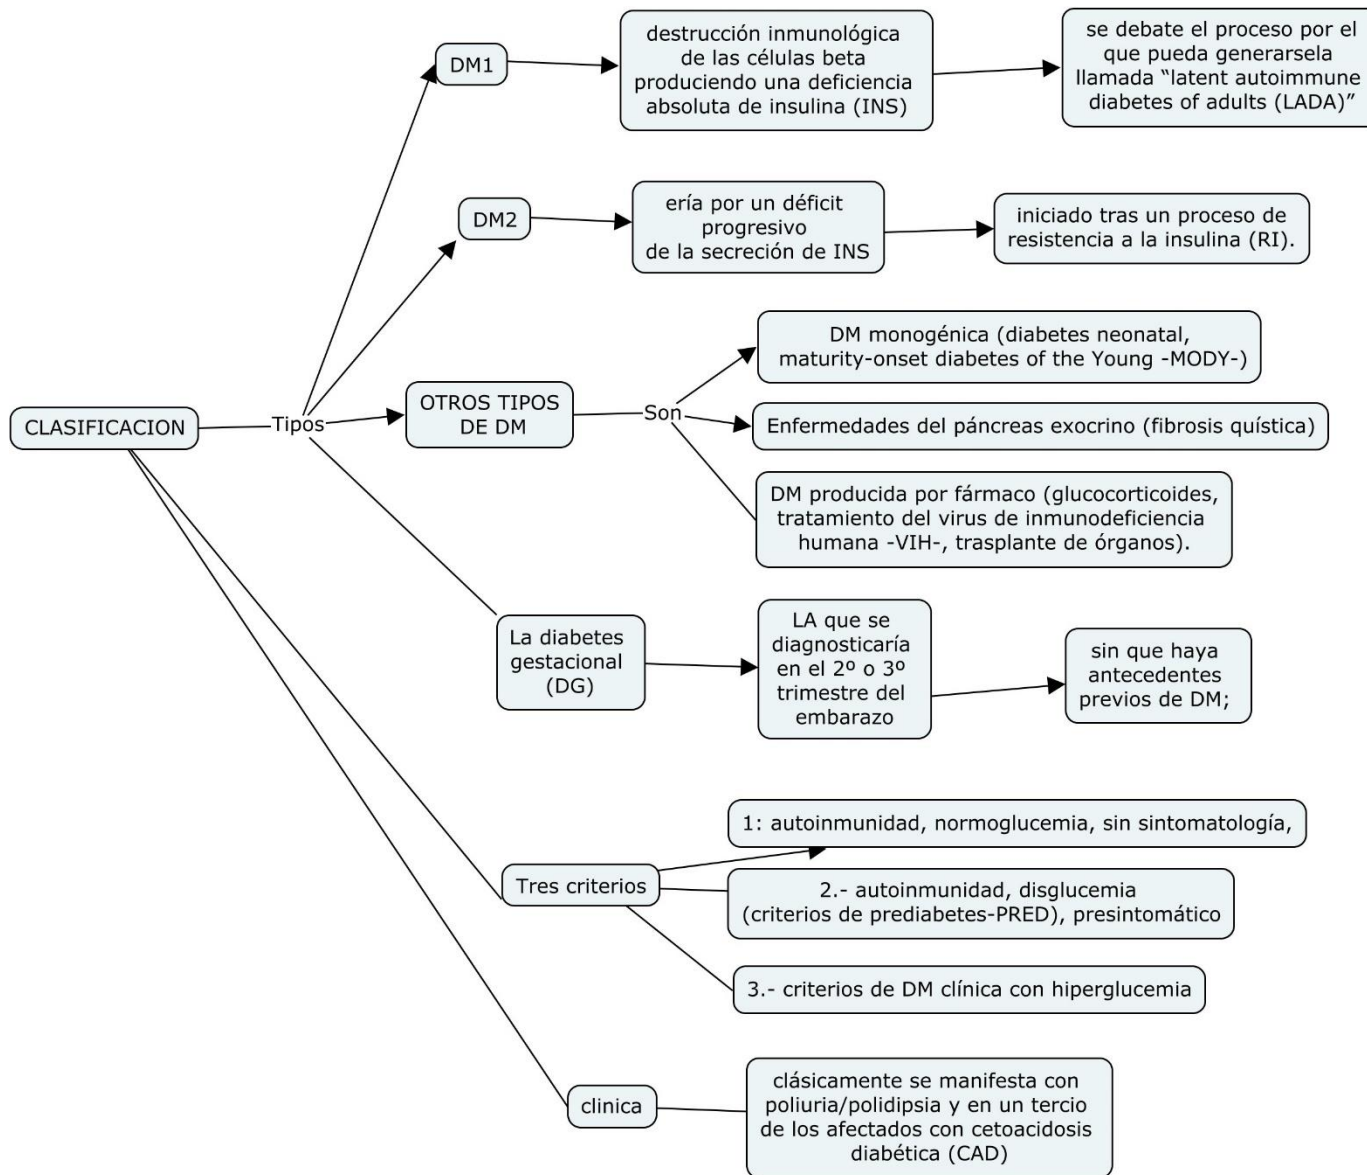 CLASIFICACION
Tipos
DM1
destrucción inmunológica
de las células beta
produciendo una deficiencia
absoluta de insulina (INS)
se debate el proceso por el
que pueda generarsela
llamada “latent autoimmune
diabetes of adults (LADA)”
DM2
ería por un déficit
progresivo
de la secreción de INS
iniciado tras un proceso de
resistencia a la insulina (RI).
OTROS TIPOS
DE DM
Son
DM monogénica (diabetes neonatal,
maturity-onset diabetes of the Young -MODY-)
Enfermedades del páncreas exocrino (fibrosis quística)
DM producida por fármaco (glucocorticoides,
tratamiento del virus de inmunodeficiencia
humana -VIH-, trasplante de órganos).
La diabetes
gestacional
(DG)
LA que se
diagnosticaría
en el 2º o 3º
trimestre del
embarazo
sin que haya
antecedentes
previos de DM;
Tres criterios
1: autoinmunidad, normoglucemia, sin sintomatología,
2.- autoinmunidad, disglucemia
(criterios de prediabetes-PRED), presintomático
3.- criterios de DM clínica con hiperglucemia
clinica
clásicamente se manifesta con
poliuria/polidipsia y en un tercio
de los afectados con cetoacidosis
diabética (CAD)